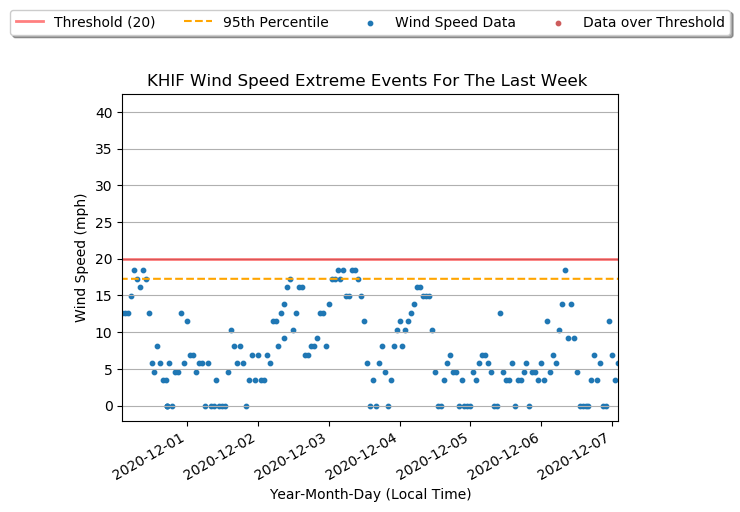 Threshold (20) 95th Percentile Wind Speed Data Data over Threshold
KHIF Wind Speed Extreme Events For The Last Week
40
35
30
25
20
15
10
5
0
Wind Speed (mph)
2020-12-01 2020-12-02 2020-12-03 2020-12-04 2020-12-05 2020-12-06 2020-12-07
Year-Month-Day (Local Time)